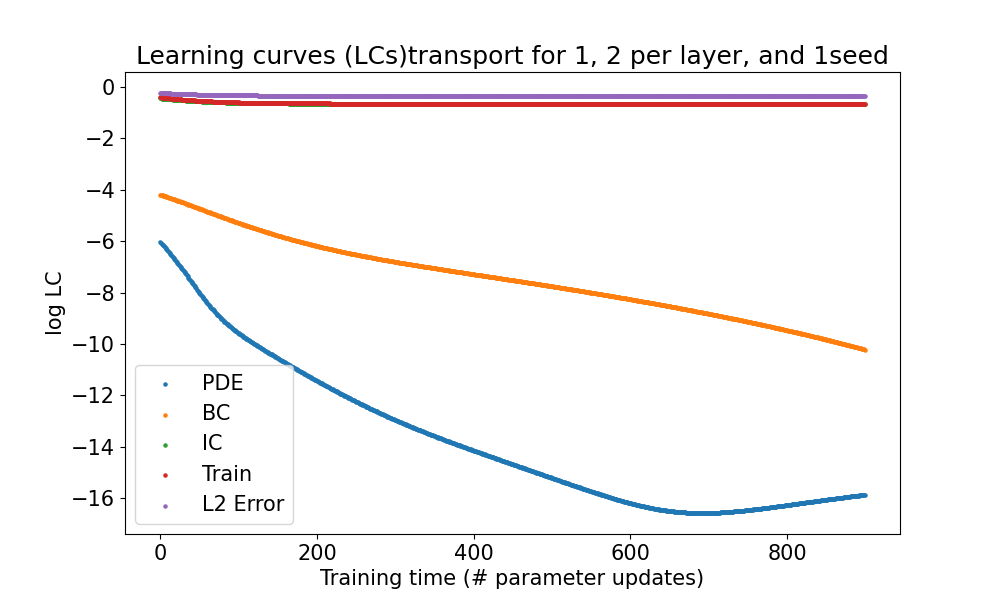 Learning curves (LCs)transport for 1, 2 per layer, and 1seed
log LC
0
−2
−4
−6
−8
−10
−12
−14
−16
PDE
BC
IC
Train
L2 Error
0 200 400 600 800
Training time (# parameter updates)